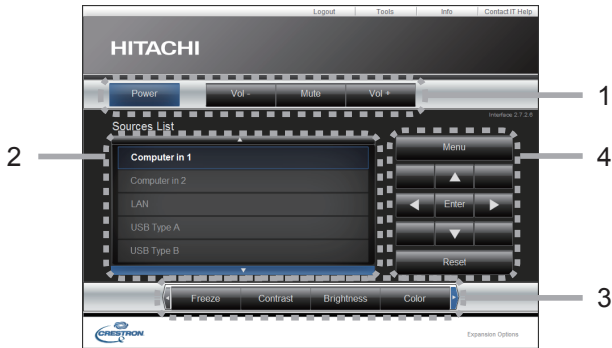 Logout Tools Info Contact IT Help
HITACHI
Power Vol - Mute Vol +
1
Interface 2.7.2.6
Sources List
2
Computer in 1
Computer in 2
LAN
USB Type A
USB Type B
Menu
Enter
Reset
4
Freeze Contrast Brightness Color
3
CRESTRON
Expansion Options